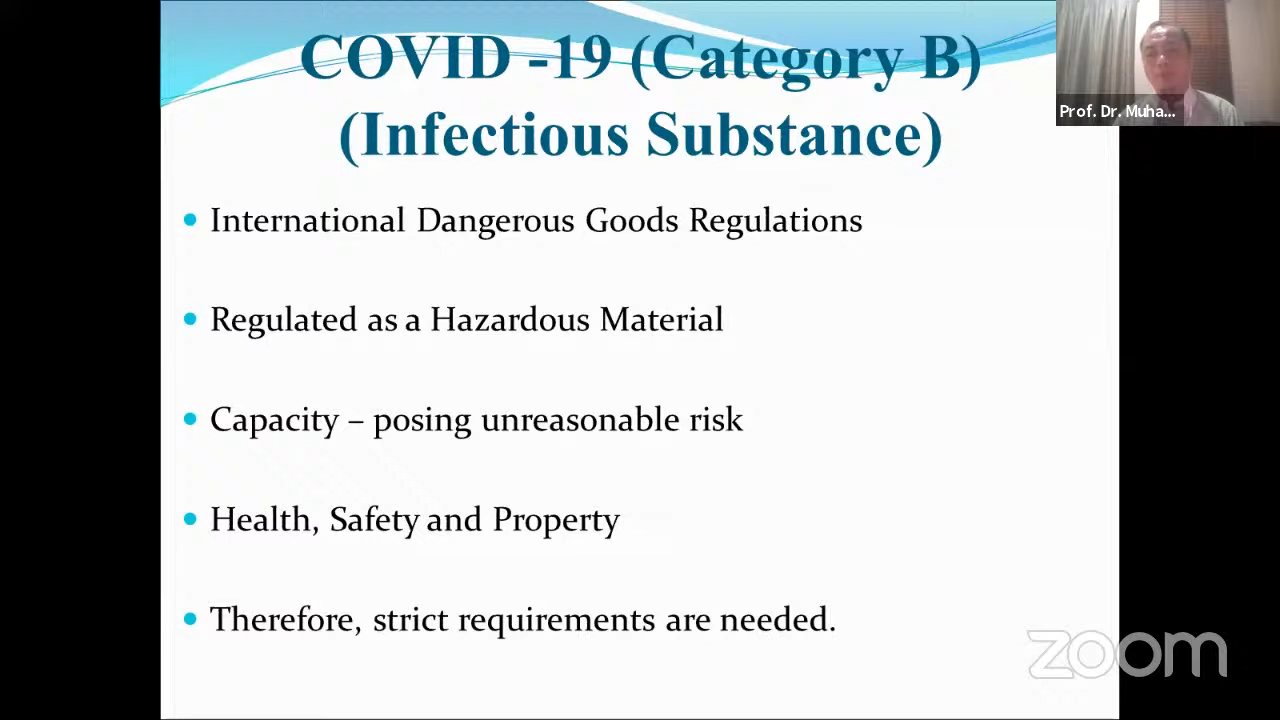 COVID -19 (Category B)
(Infectious Substance)
Prof. Dr. Muha...
International Dangerous Goods Regulations
Regulated as a Hazardous Material
Capacity – posing unreasonable risk
Health, Safety and Property
Therefore, strict requirements are needed.
zoom